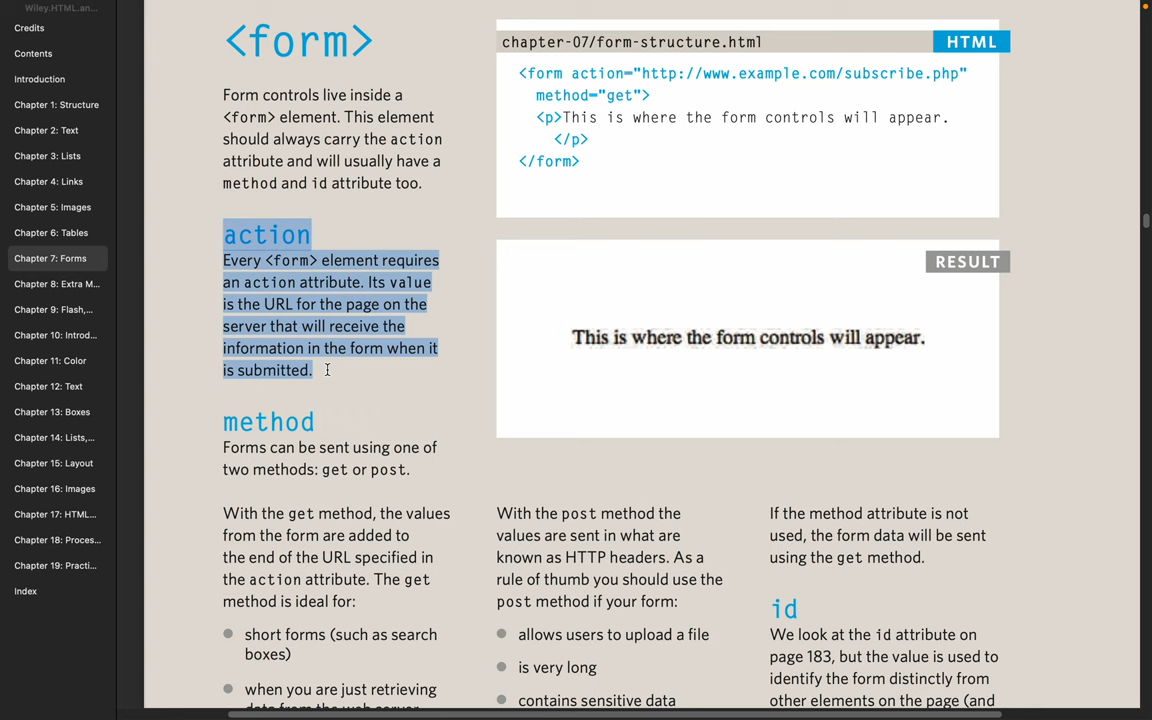 Wiley.HTML.an...
Credits
Contents
Introduction
Chapter 1: Structure
Chapter 2: Text
Chapter 3: Lists
Chapter 4: Links
Chapter 5: Images
Chapter 6: Tables
Chapter 7: Forms
Chapter 8: Extra M...
Chapter 9: Flash,...
Chapter 10: Introd...
Chapter 11: Color
Chapter 12: Text
Chapter 13: Boxes
Chapter 14: Lists,...
Chapter 15: Layout
Chapter 16: Images
Chapter 17: HTML...
Chapter 18: Proces...
Chapter 19: Practi...
Index
<form>
Form controls live inside a
<form> element. This element
should always carry the action
attribute and will usually have a
method and id attribute too.
action
Every <form> element requires
an action attribute. Its value
is the URL for the page on the
server that will receive the
information in the form when it
is submitted.
method
Forms can be sent using one of
two methods: get or post.
With the get method, the values
from the form are added to
the end of the URL specified in
the action attribute. The get
method is ideal for:
short forms (such as search
boxes)
when you are just retrieving
data from the web server
chapter-07/form-structure.html
HTML
<form action="http://www.example.com/subscribe.php"
method="get">
<p>This is where the form controls will appear.
</p>
</form>
RESULT
This is where the form controls will appear.
With the post method the
values are sent in what are
known as HTTP headers. As a
rule of thumb you should use the
post method if your form:
allows users to upload a file
is very long
contains sensitive data
If the method attribute is not
used, the form data will be sent
using the get method.
id
We look at the id attribute on
page 183, but the value is used to
identify the form distinctly from
other elements on the page (and